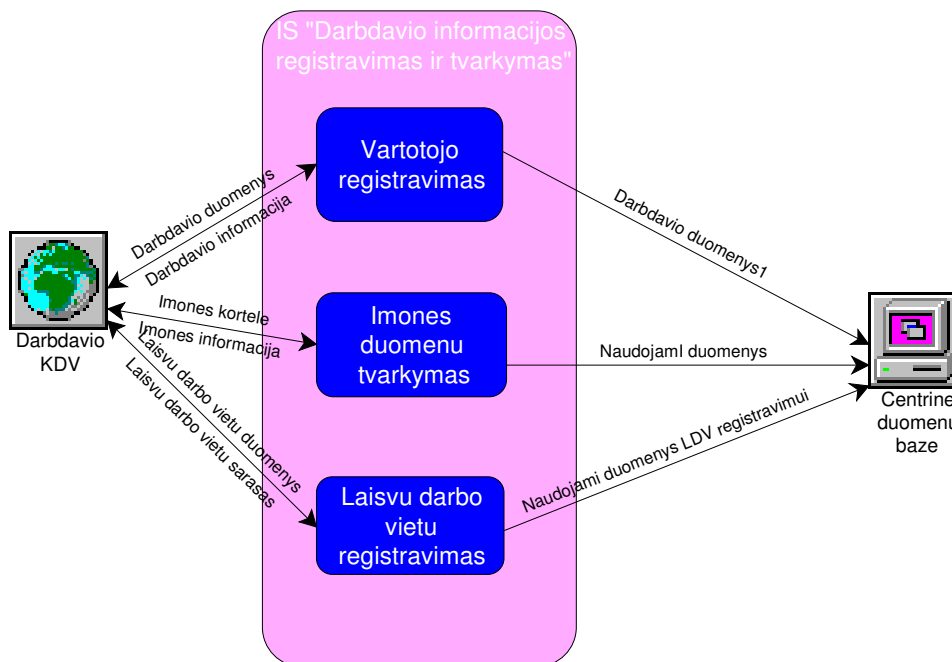 IS "Darbdavio informacijos
registravimas ir tvarkymas"
Vartotojo
registravimas
Darbdavio duomenys
Darbdavio informacija
Darbdavio duomenys1
Darbdavio
KDV
Imones kortele
Imones informacija
Imones
duomenu
tvarkymas
NaudojamI duomenys
Centrine
duomenu
baze
Laisvu darbo vietu duomenys
Laisvu darbo vietu sarasas
Laisvu darbo
vietu
registravimas
Naudojami duomenys LDV registravimui